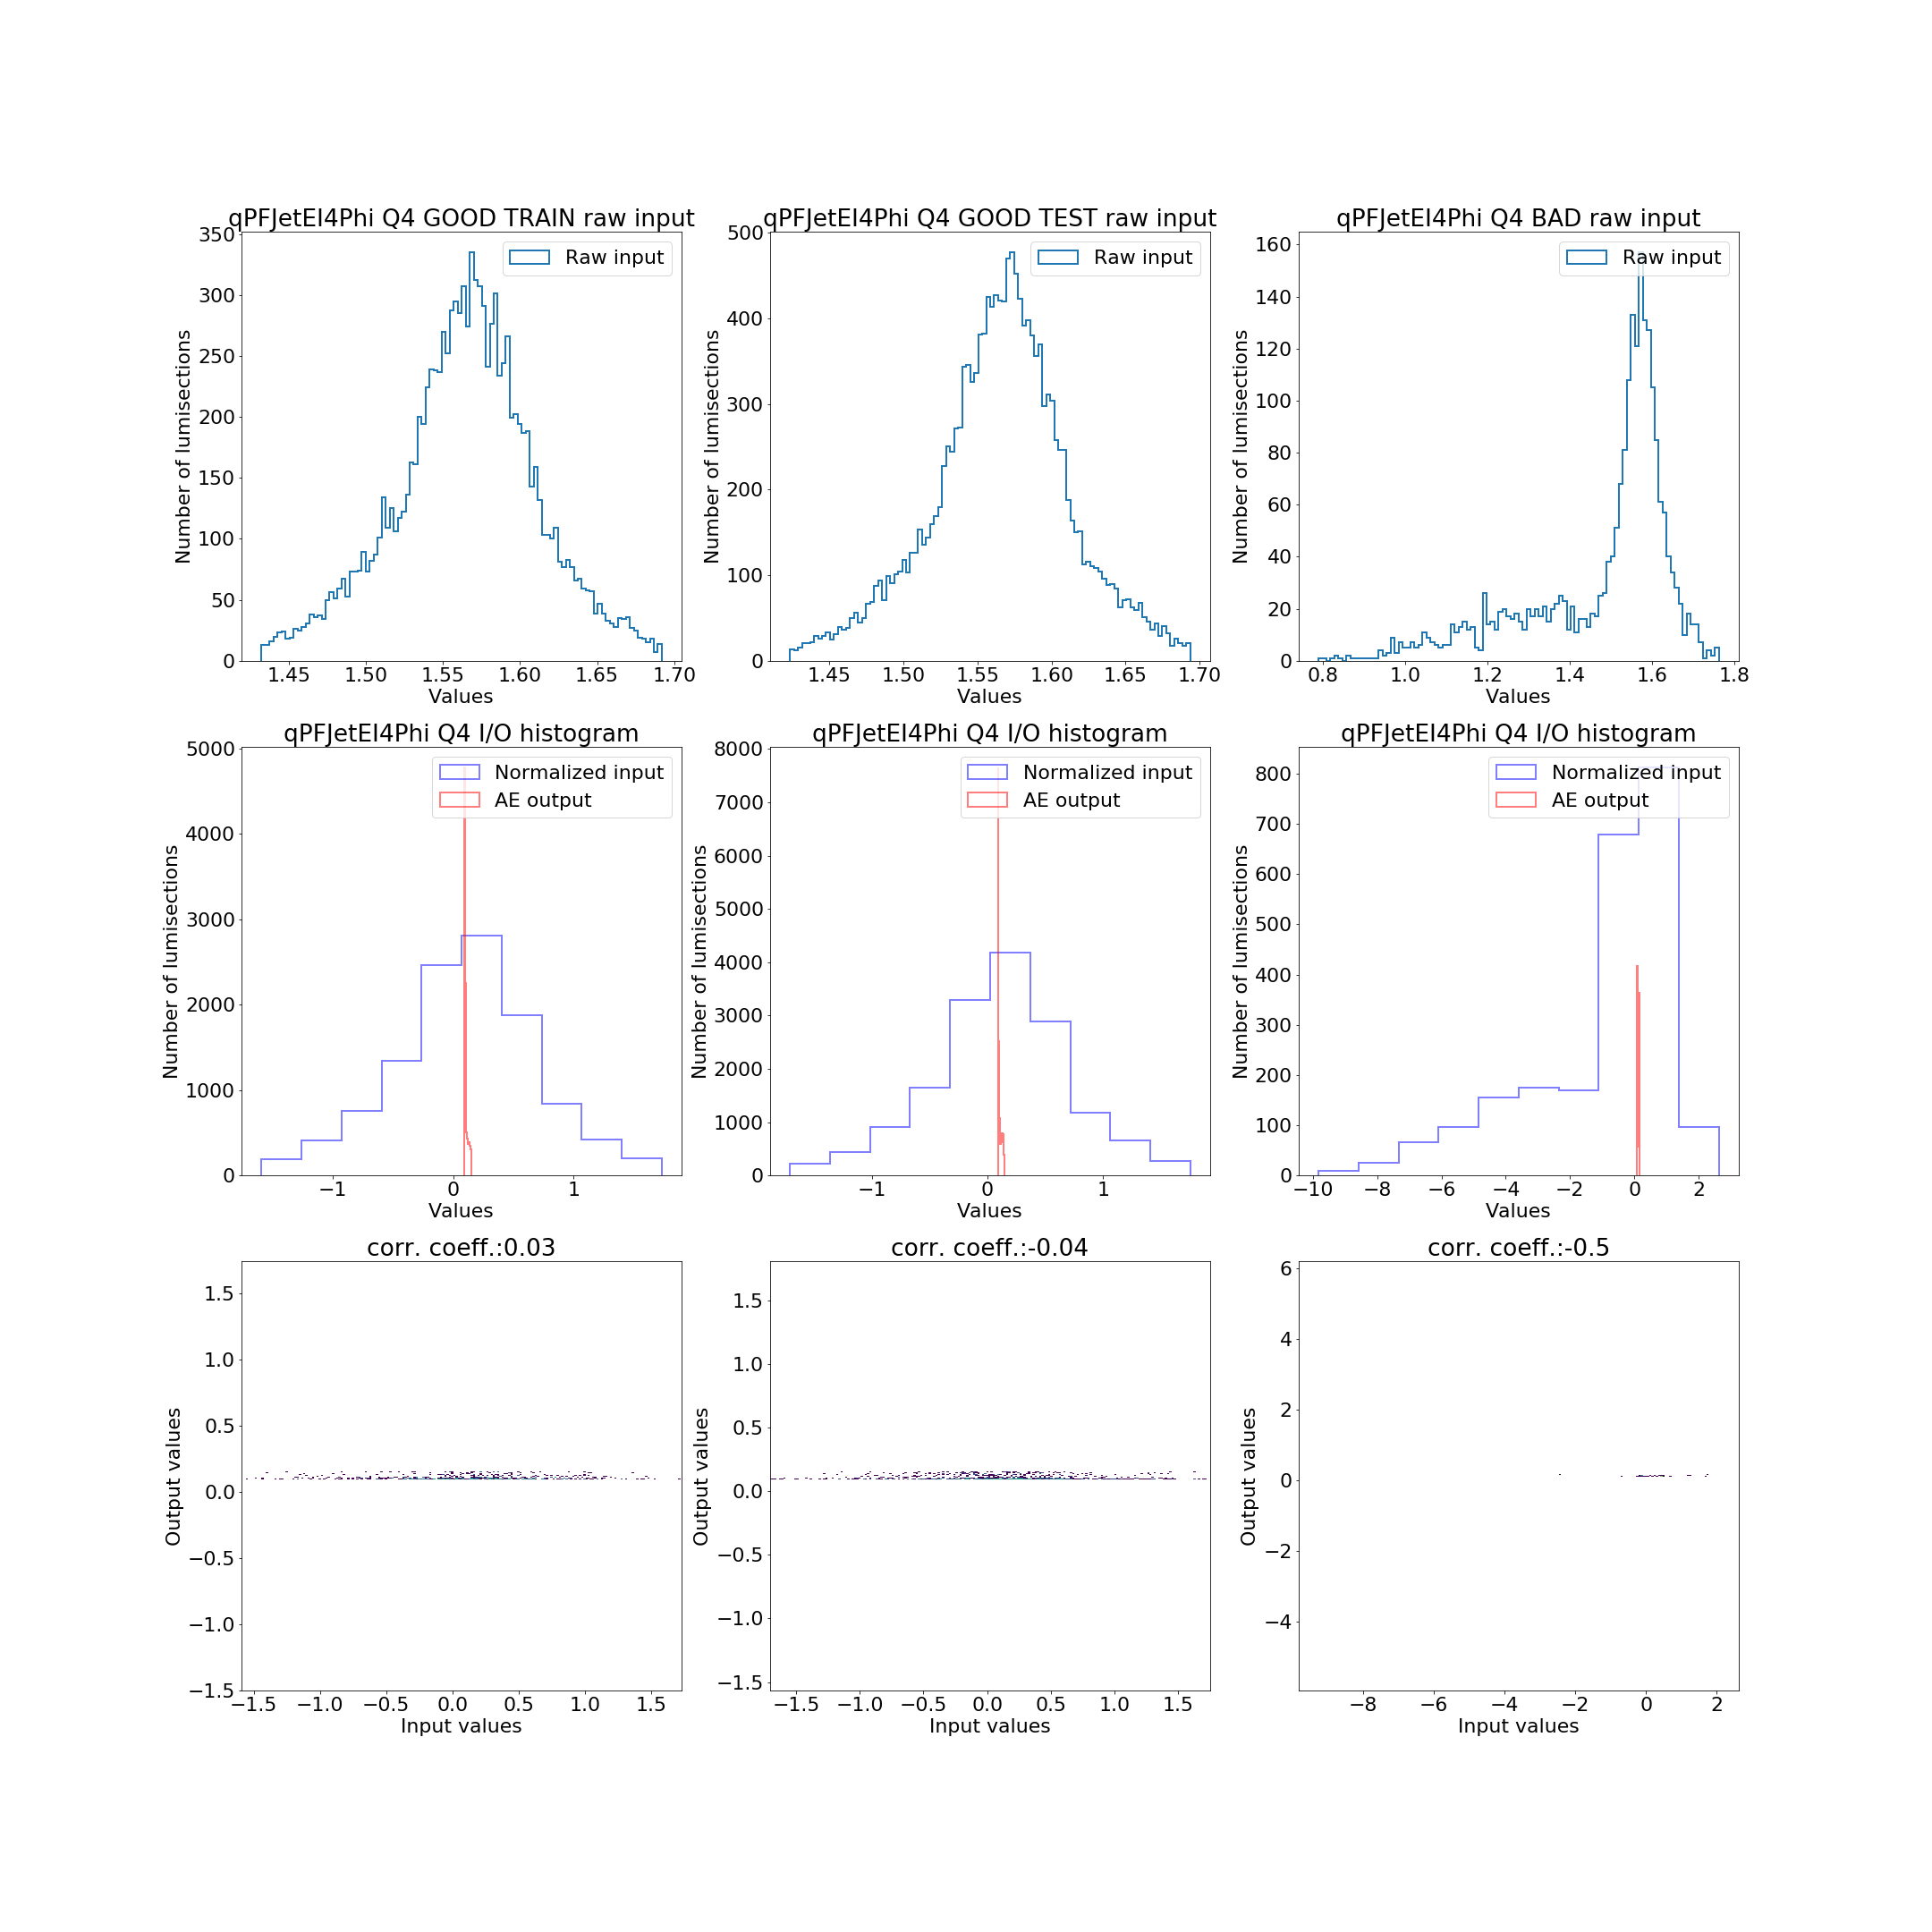 qPFJetEI4Phi Q4 GOOD TRAIN raw input
350
300
250
200
150
100
50
0
Number of lumisections
Raw input
1.45 1.50 1.55 1.60 1.65 1.70
Values
qPFJetEI4Phi Q4 GOOD TEST raw input
500
400
300
200
100
0
Number of lumisections
Raw input
1.45 1.50 1.55 1.60 1.65 1.70
Values
qPFJetEI4Phi Q4 BAD raw input
160
140
120
100
80
60
40
20
0
Number of lumisections
Raw input
0.8 1.0 1.2 1.4 1.6 1.8
Values
qPFJetEI4Phi Q4 I/O histogram
5000
4000
3000
2000
1000
0
Number of lumisections
Normalized input
AE output
−1 0 1
Values
qPFJetEI4Phi Q4 I/O histogram
8000
7000
6000
5000
4000
3000
2000
1000
0
Number of lumisections
Normalized input
AE output
−1 0 1
Values
qPFJetEI4Phi Q4 I/O histogram
800
700
600
500
400
300
200
100
0
Number of lumisections
Normalized input
AE output
−10 −8 −6 −4 −2 0 2
Values
corr. coeff.:0.03
1.5
1.0
0.5
0.0
−0.5
−1.0
−1.5
Output values
−1.5 −1.0 −0.5 0.0 0.5 1.0 1.5
Input values
corr. coeff.:-0.04
1.5
1.0
0.5
0.0
−0.5
−1.0
−1.5
Output values
−1.5 −1.0 −0.5 0.0 0.5 1.0 1.5
Input values
corr. coeff.:-0.5
6
4
2
0
−2
−4
Output values
−8 −6 −4 −2 0 2
Input values